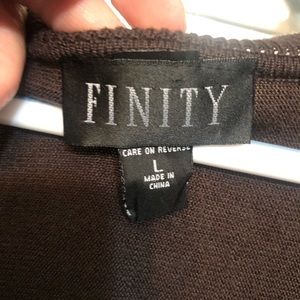 FINITY
CARE ON REVERSE
L
MADE IN
CHINA